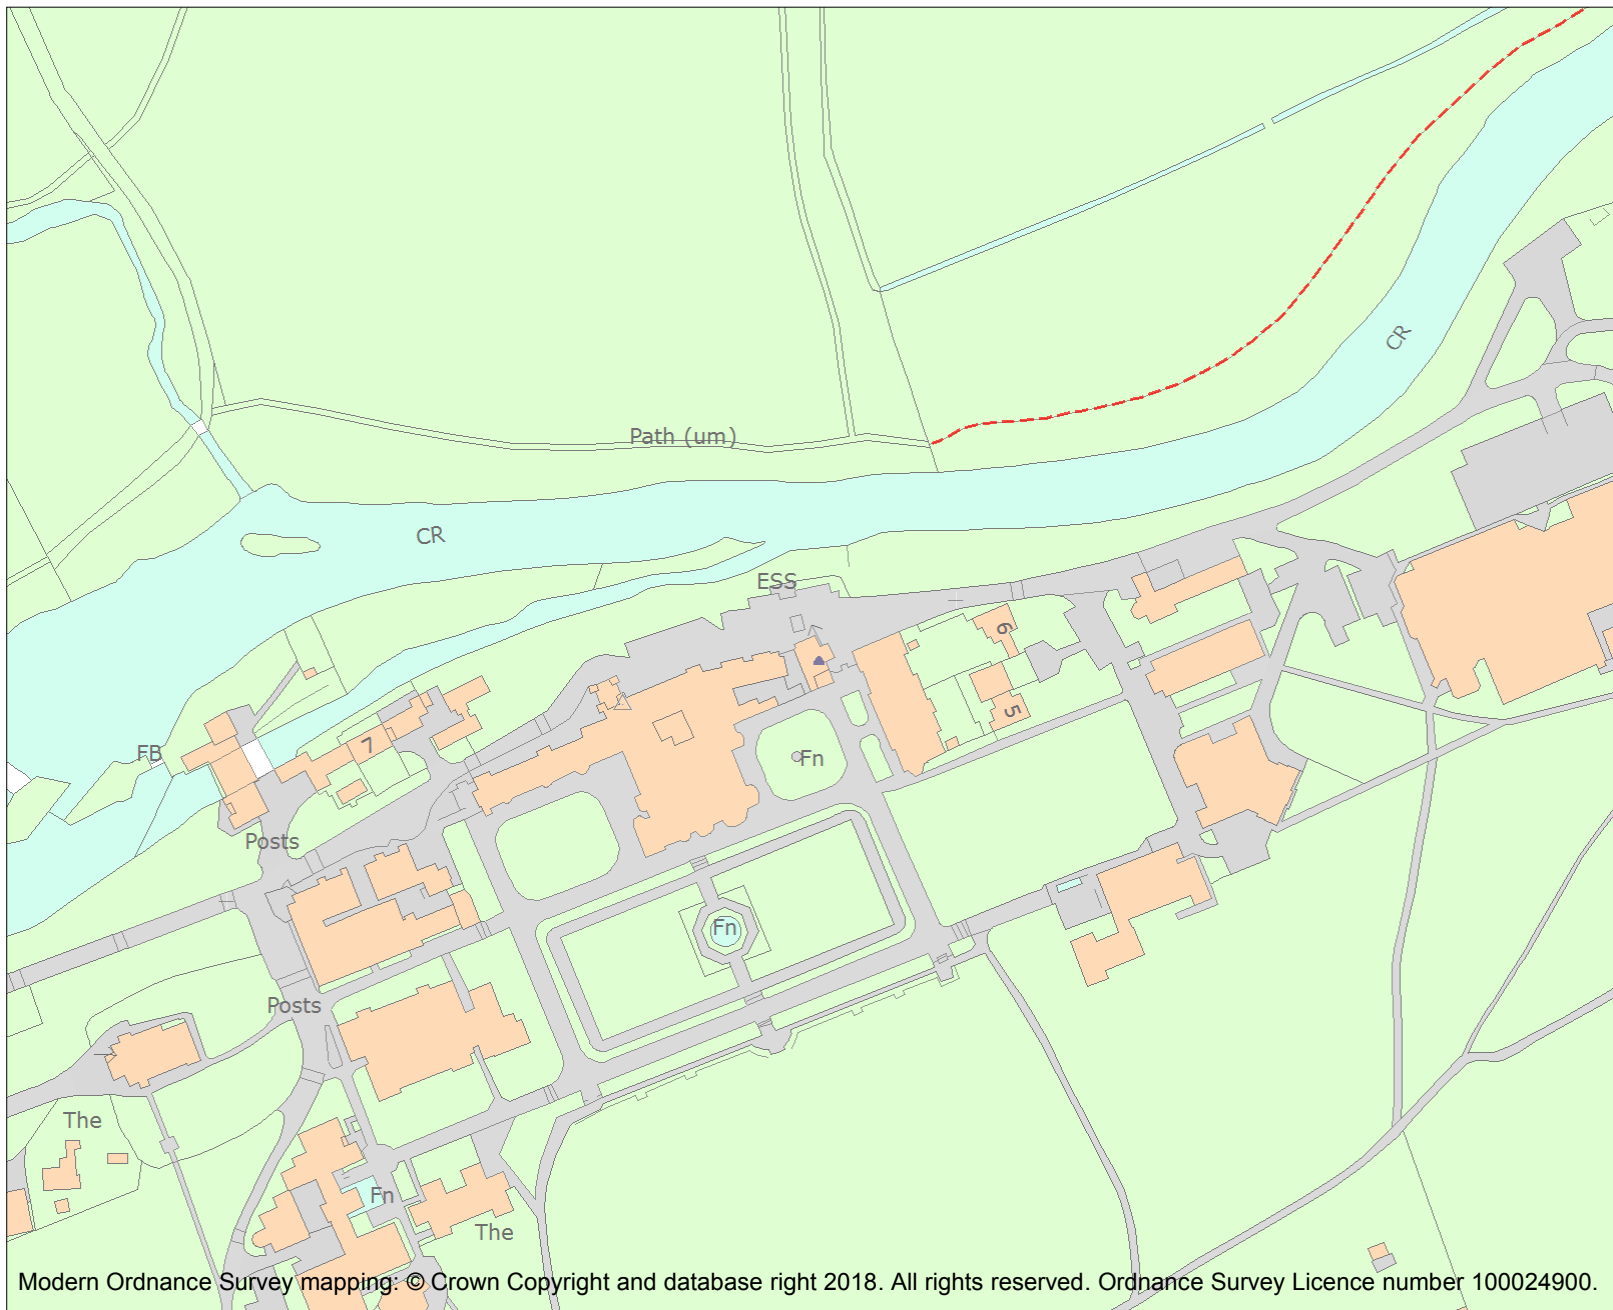 CR
Path (um)
CR
ESS
6
5
7
FB
Fn
Posts
Fn
Posts
The
Fn
The
Modern Ordnance Survey mapping: © Crown Copyright and database right 2018. All rights reserved. Ordnance Survey Licence number 100024900.